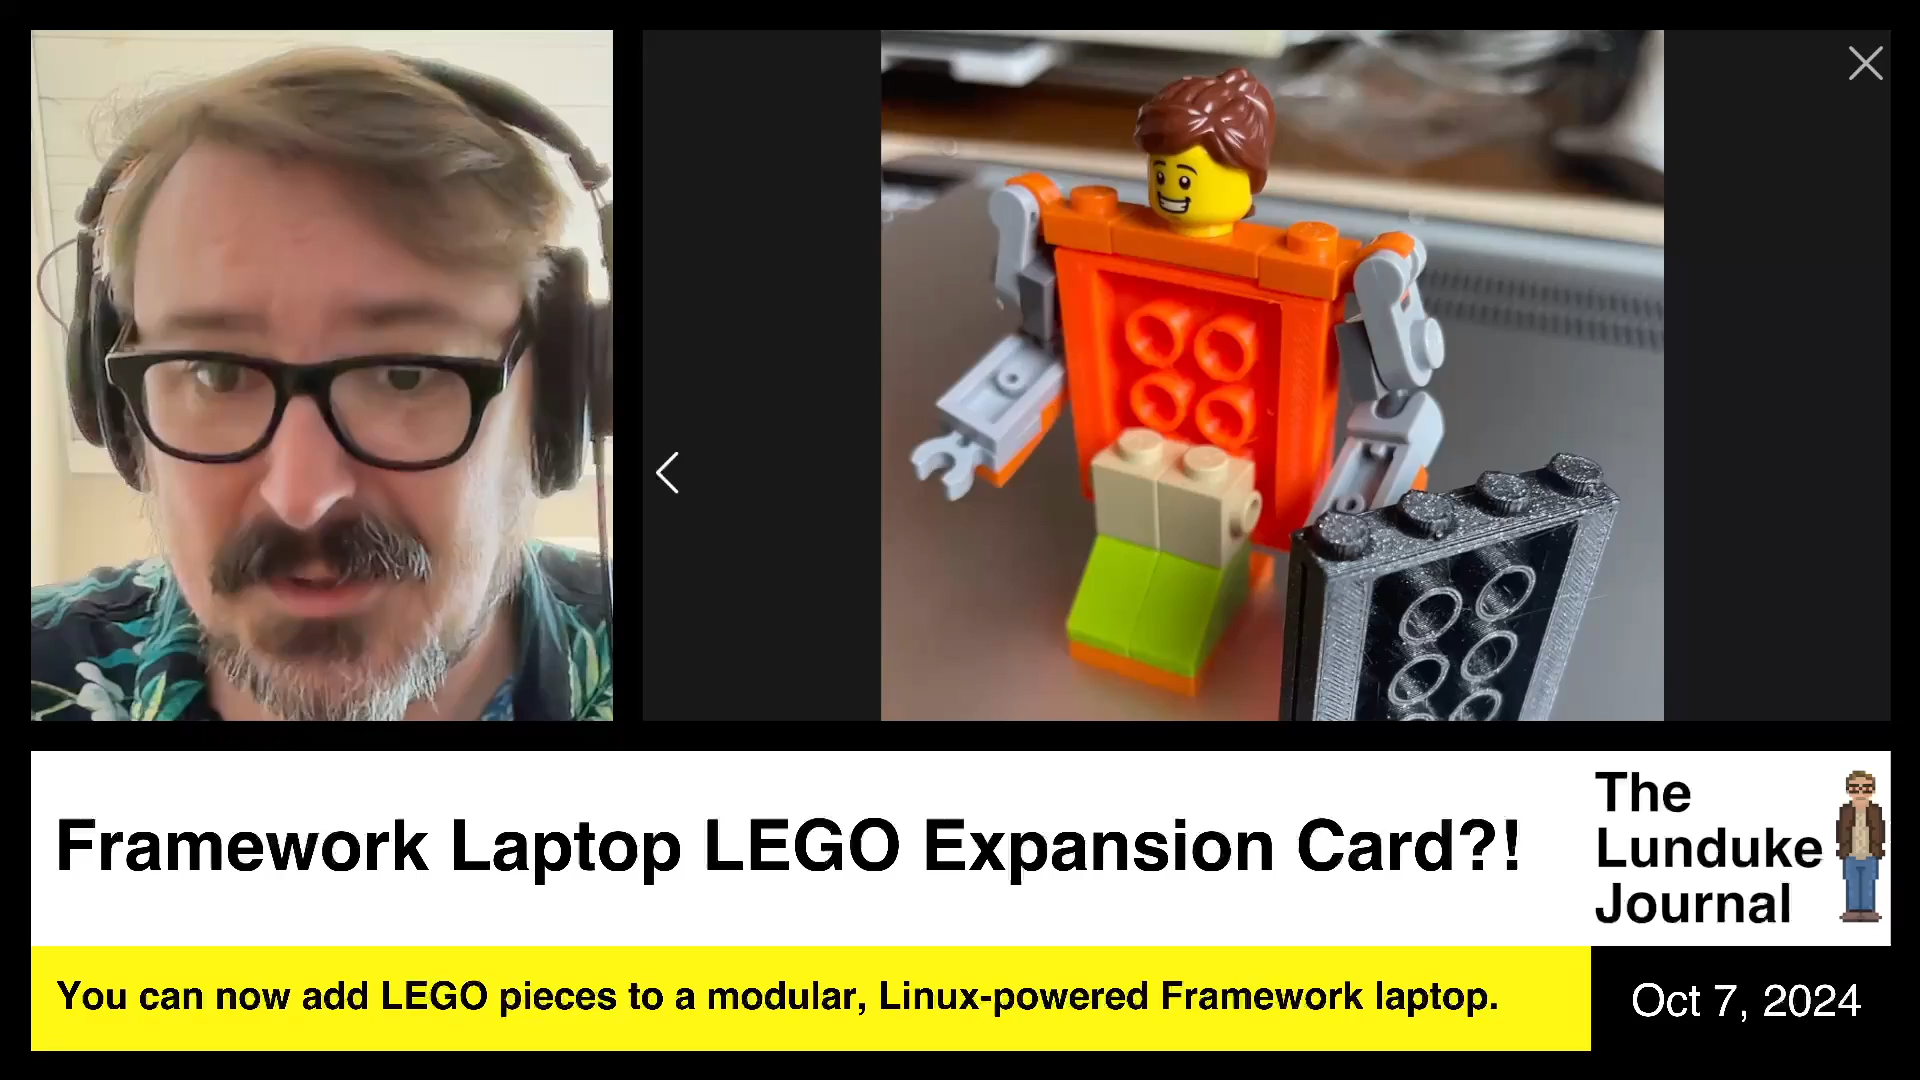 Framework Laptop LEGO Expansion Card?!
The
Lunduke
Journal
You can now add LEGO pieces to a modular, Linux-powered Framework laptop.
Oct 7, 2024